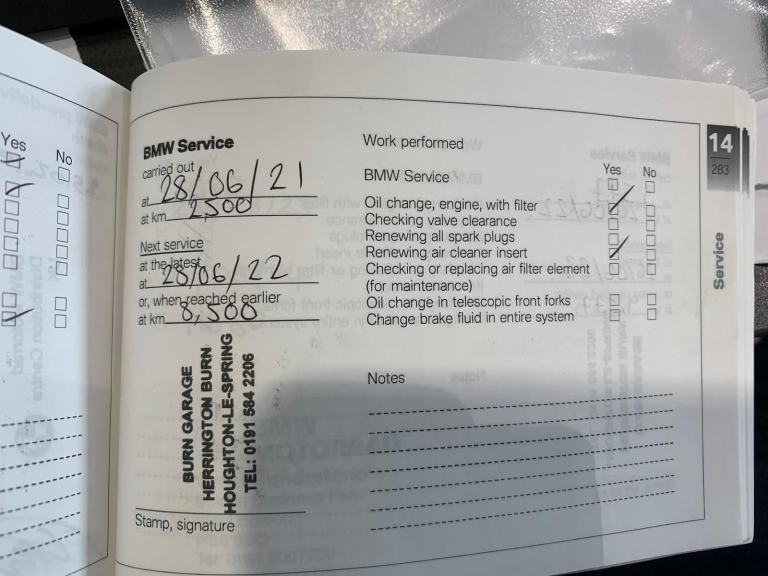 Yes
No
BMW Service
carried out
at 28/06/21
at km 2,500
Next service
at the latest
at 28/06/22
or, when reached earlier
at km 8,500
BURN GARAGE
HERRINGTON BURN
HOUGHTON-LE-SPRING
TEL: 0191 584 2206
Stamp, signature
Work performed
Yes No
BMW Service
Oil change, engine, with filter
Checking valve clearance
Renewing all spark plugs
Renewing air cleaner insert
Checking or replacing air filter element
(for maintenance)
Oil change in telescopic front forks
Change brake fluid in entire system
Notes
14
283
Service